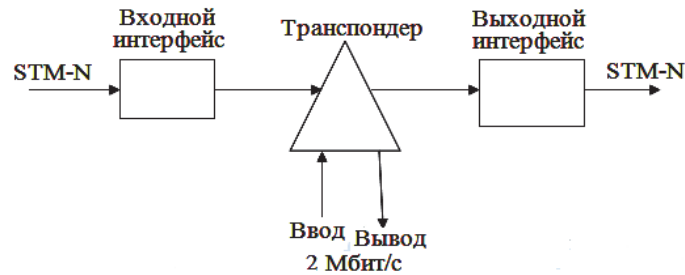 Входной
интерфейс
Транспондер
Выходной
интерфейс
STM-N
STM-N
Ввод
Вывод
2 Мбит/с